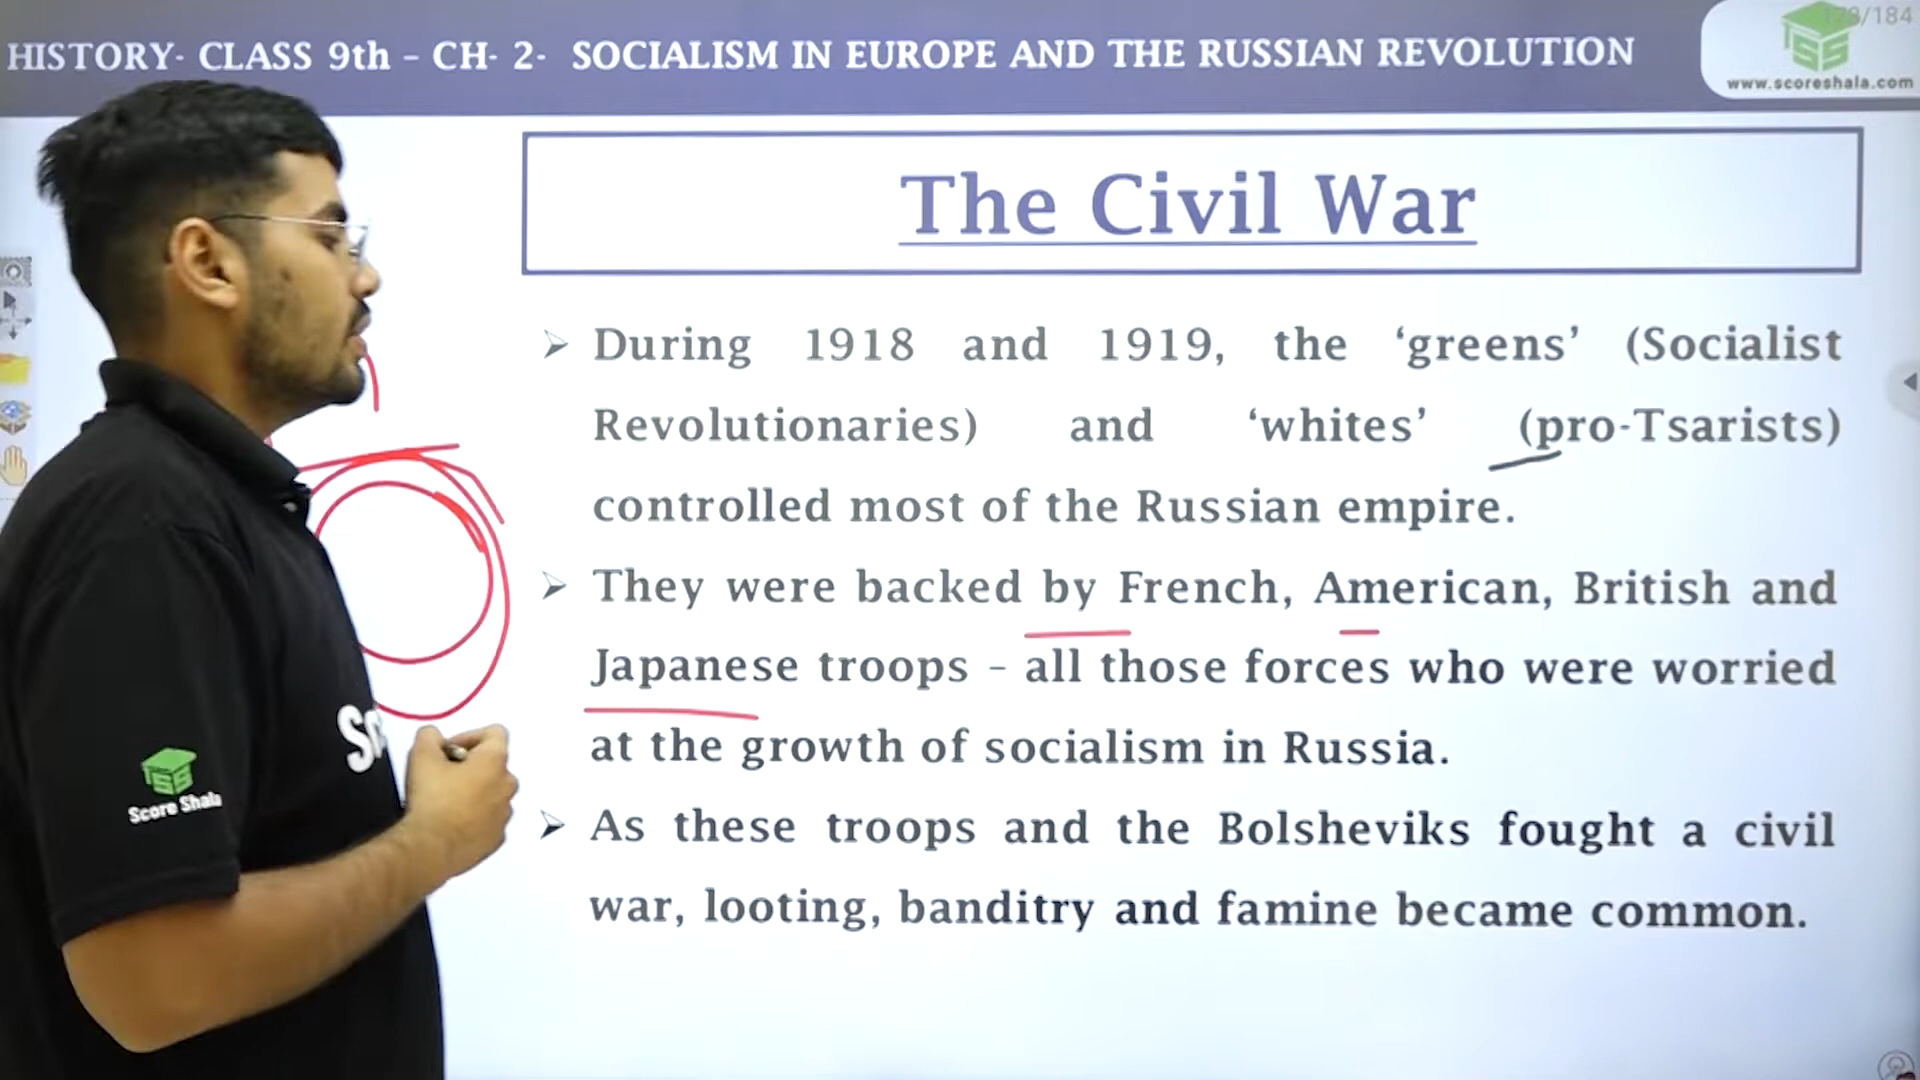 HISTORY- CLASS 9th - CH- 2- SOCIALISM IN EUROPE AND THE RUSSIAN REVOLUTION
/184
www.scoreshala.com
The Civil War
➢ During 1918 and 1919, the ‘greens’ (Socialist
Revolutionaries) and ‘whites’ (pro-Tsarists)
controlled most of the Russian empire.
➢ They were backed by French, American, British and
Japanese troops – all those forces who were worried
at the growth of socialism in Russia.
➢ As these troops and the Bolsheviks fought a civil
war, looting, banditry and famine became common.
Score Shala